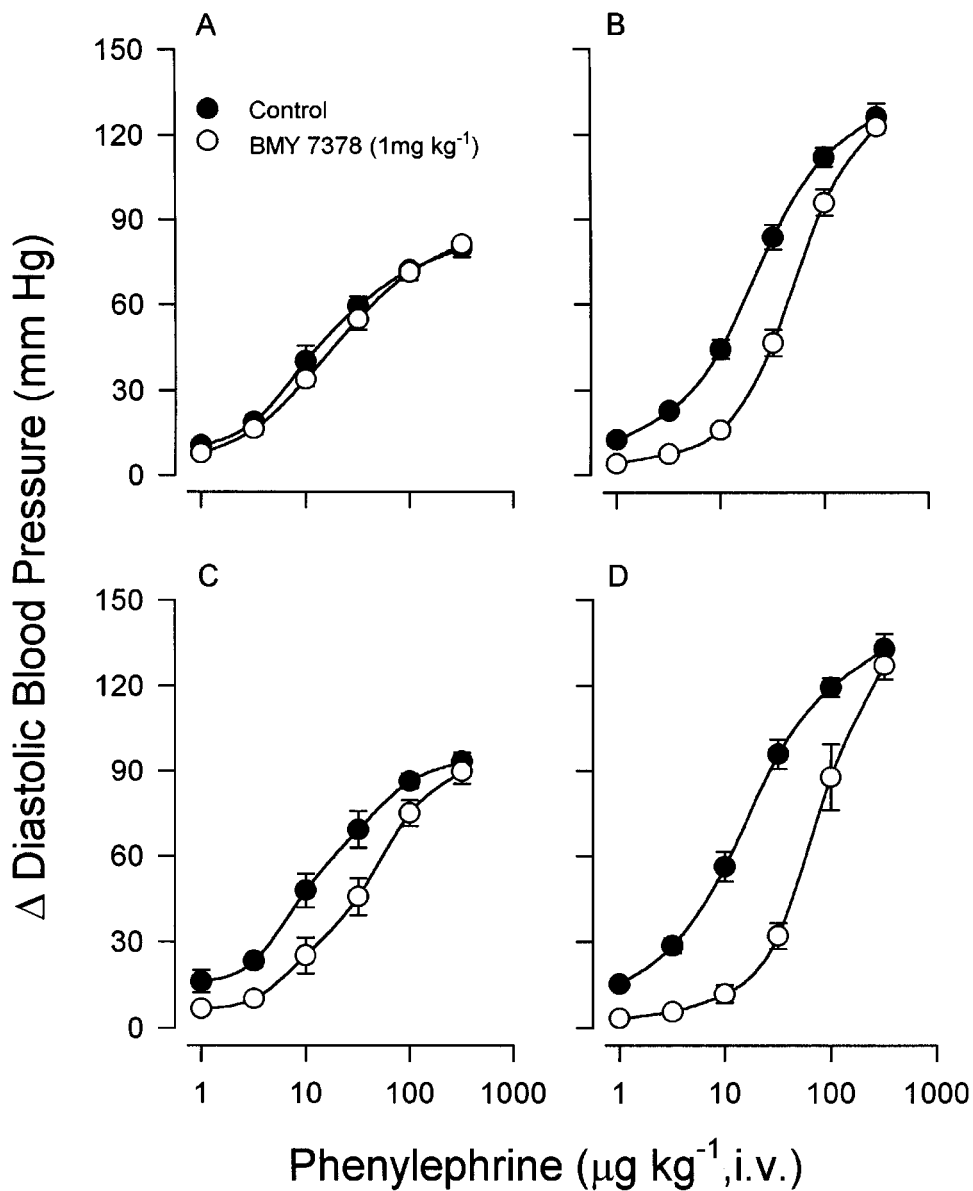 A
B
150
120
90
60
30
0
Control
BMY 7378 (1mg kg⁻¹)
C
D
150
120
90
60
30
0
1 10 100 1000
1 10 100 1000
Δ Diastolic Blood Pressure (mm Hg)
Phenylephrine (μg kg⁻¹,i.v.)